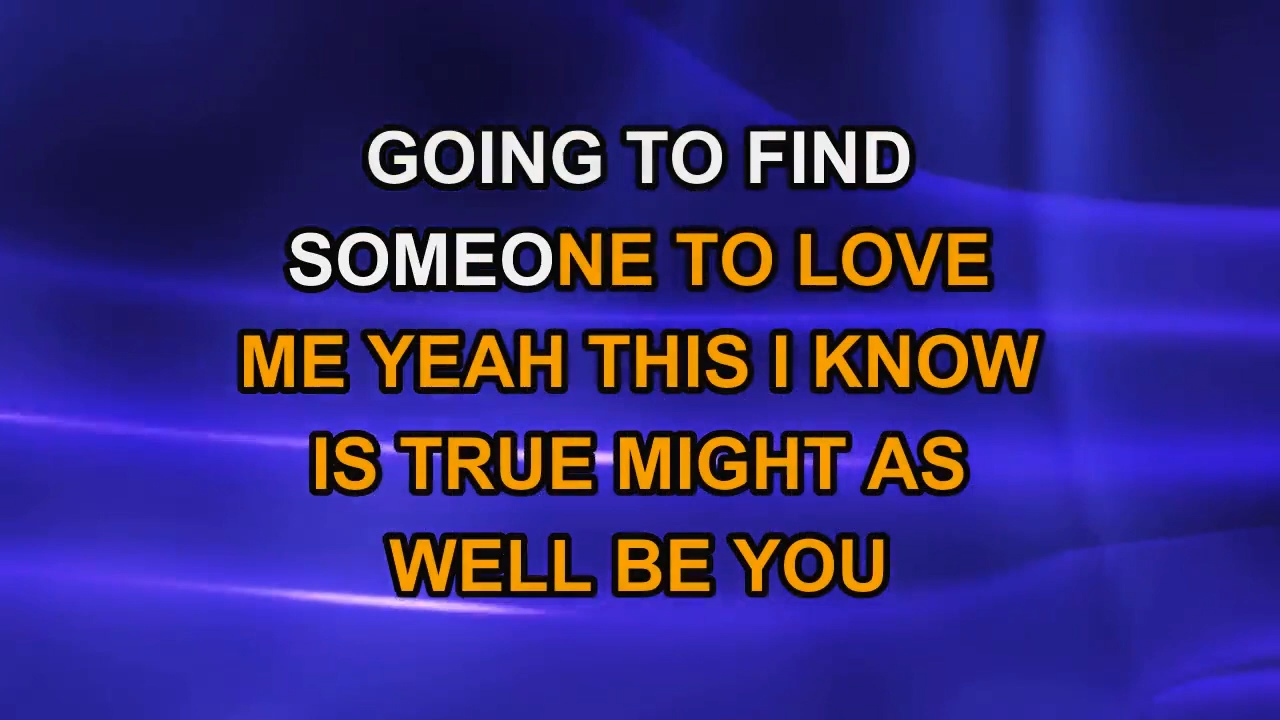 GOING TO FIND
SOMEONE TO LOVE
ME YEAH THIS I KNOW
IS TRUE MIGHT AS
WELL BE YOU